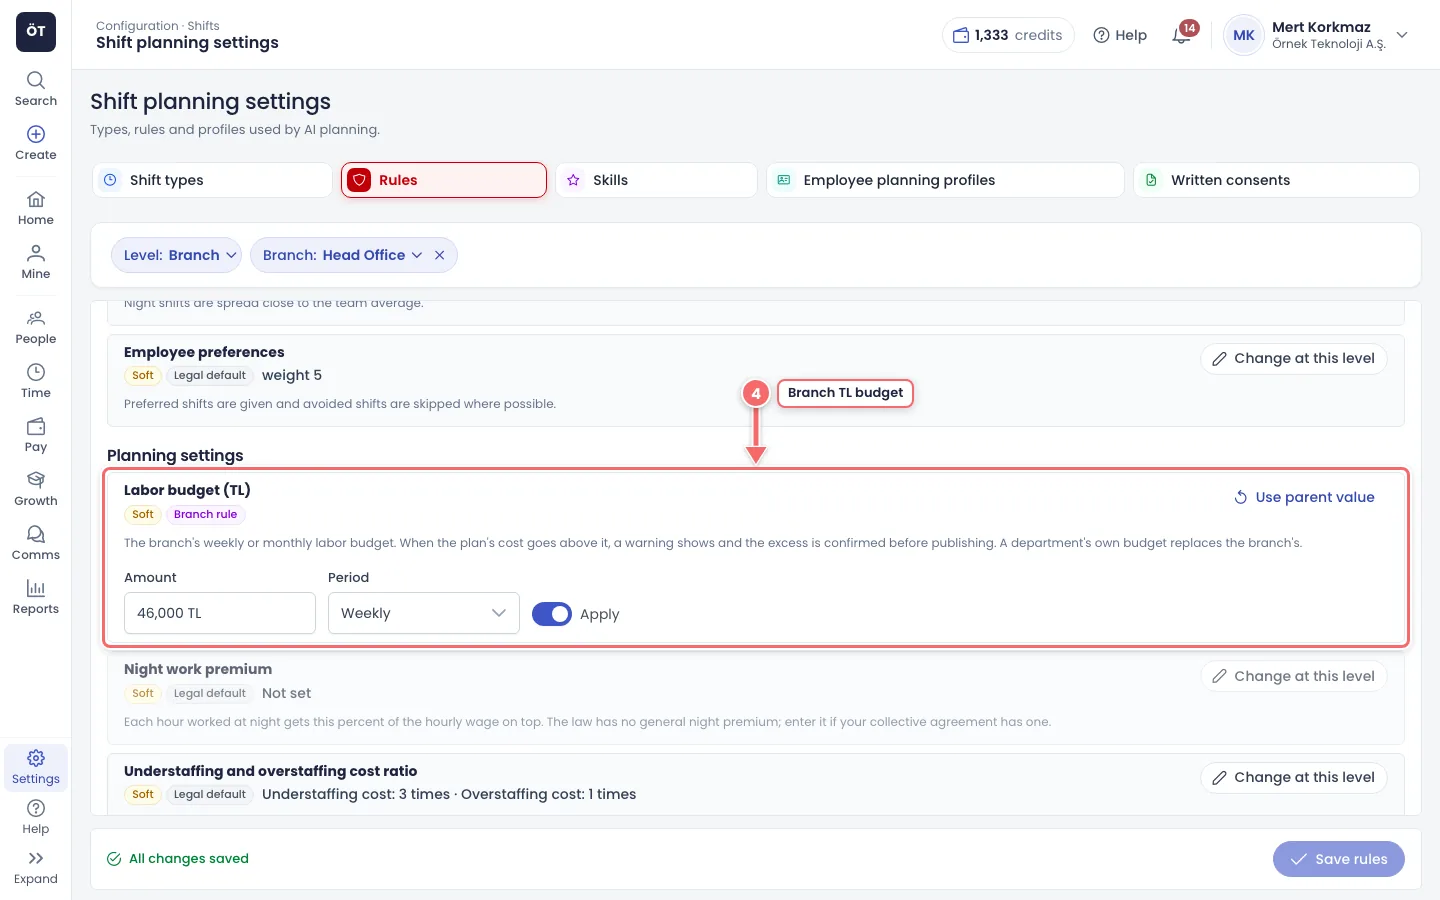 ÖT
Search
Create
Home
Mine
People
Time
Pay
Growth
Comms
Reports
Settings
Help
Expand
Configuration · Shifts
Shift planning settings
1,333 credits
Help
14
MK
Mert Korkmaz
Örnek Teknoloji A.Ş.
Shift planning settings
Types, rules and profiles used by AI planning.
Shift types
Rules
Skills
Employee planning profiles
Written consents
Level: Branch
Branch: Head Office
Night shifts are spread close to the team average.
Employee preferences
Soft Legal default weight 5
Preferred shifts are given and avoided shifts are skipped where possible.
Change at this level
4 Branch TL budget
Planning settings
Labor budget (TL)
Soft Branch rule
Use parent value
The branch's weekly or monthly labor budget. When the plan's cost goes above it, a warning shows and the excess is confirmed before publishing. A department's own budget replaces the branch's.
Amount Period
46,000 TL Weekly Apply
Night work premium
Soft Legal default Not set
Change at this level
Each hour worked at night gets this percent of the hourly wage on top. The law has no general night premium; enter it if your collective agreement has one.
Understaffing and overstaffing cost ratio
Soft Legal default Understaffing cost: 3 times · Overstaffing cost: 1 times
Change at this level
All changes saved
Save rules